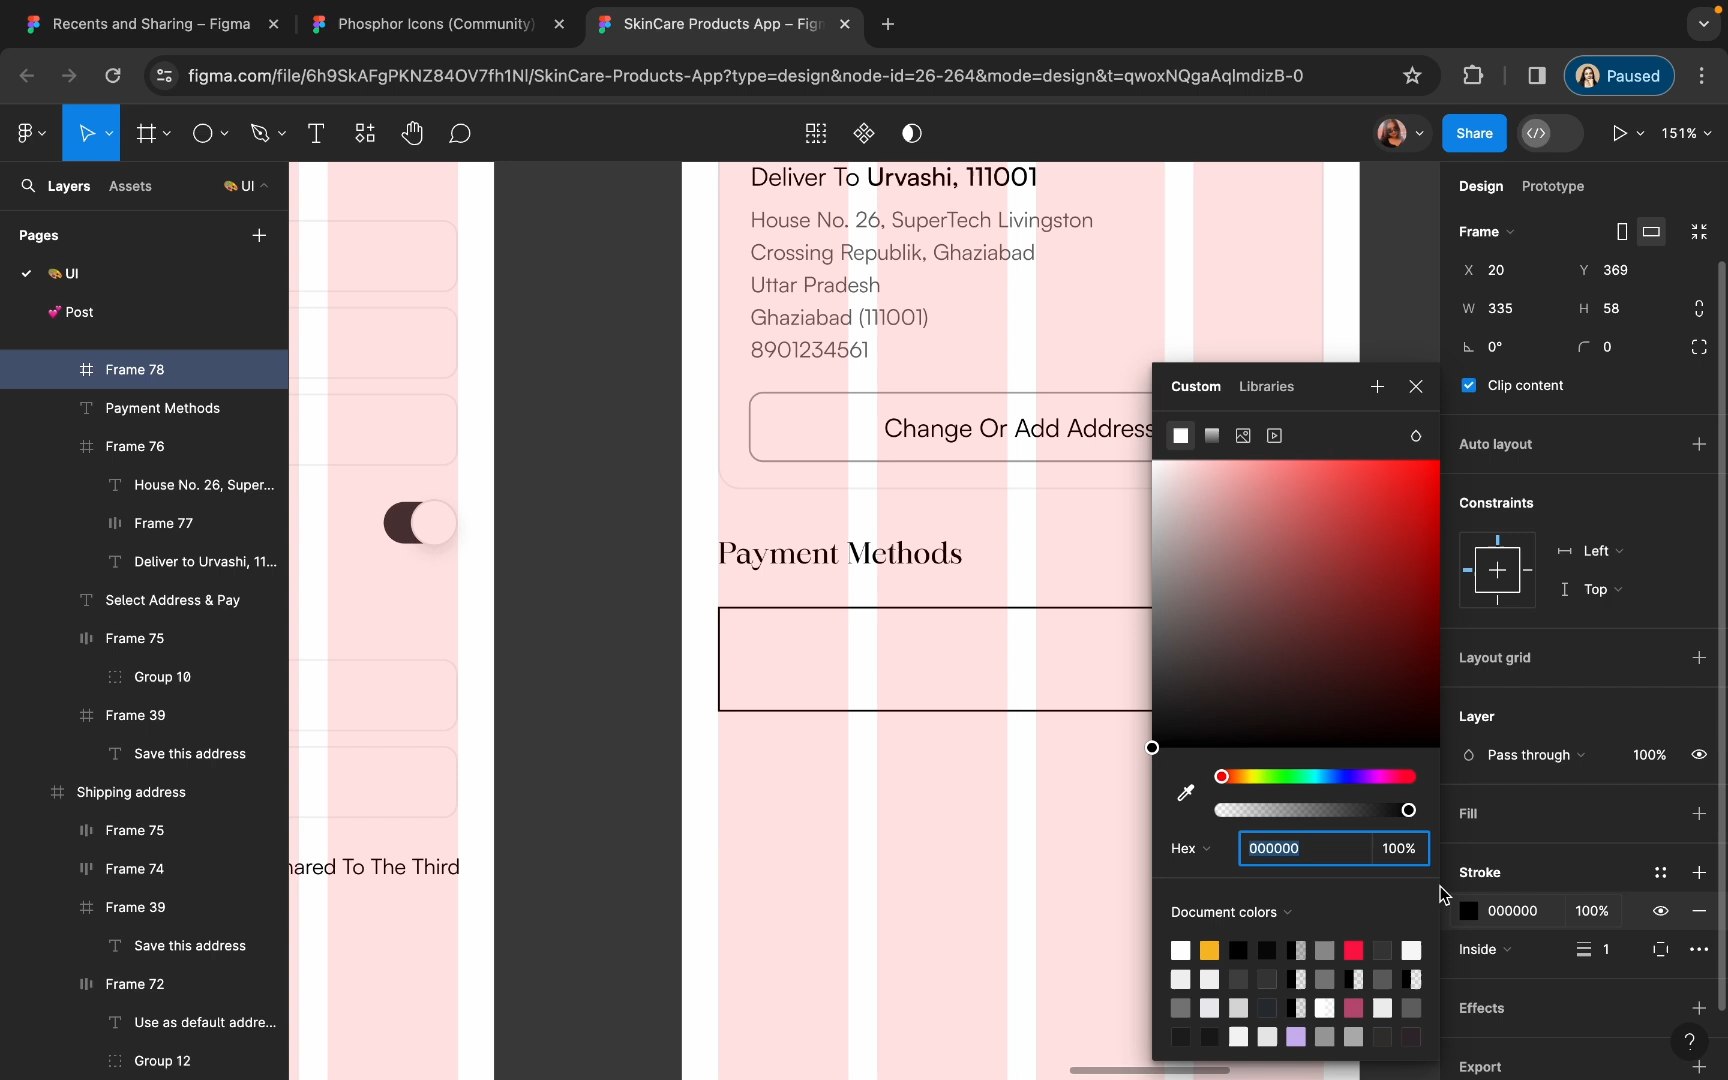 Recents and Sharing – Figma
Phosphor Icons (Community)
SkinCare Products App – Figm
figma.com/file/6h9SkAFgPKNZ84OV7fh1NI/SkinCare-Products-App?type=design&node-id=26-264&mode=design&t=qwoxNQgaAqlmdizB-0
Paused
Share
151%
Layers
Assets
UI
Pages
UI
Post
Frame 78
Payment Methods
Frame 76
House No. 26, Super...
Frame 77
Deliver to Urvashi, 11...
Select Address & Pay
Frame 75
Group 10
Frame 39
Save this address
Shipping address
Frame 75
Frame 74
Frame 39
Save this address
Frame 72
Use as default addre...
Group 12
hared To The Third
Deliver To Urvashi, 111001
House No. 26, SuperTech Livingston
Crossing Republik, Ghaziabad
Uttar Pradesh
Ghaziabad (111001)
8901234561
Change Or Add Address
Payment Methods
Custom
Libraries
Hex
000000
100%
Document colors
Design
Prototype
Frame
X 20
Y 369
W 335
H 58
0°
0
Clip content
Auto layout
Constraints
Left
Top
Layout grid
Layer
Pass through
100%
Fill
Stroke
000000
100%
Inside
1
Effects
Export
?